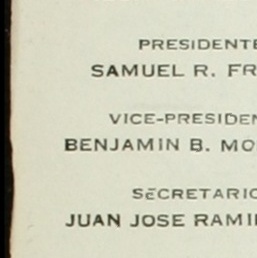 PRESIDENTE
SAMUEL R. FR
VICE-PRESIDEN
BENJAMIN B. MO
SECRETARIO
JUAN JOSE RAMI